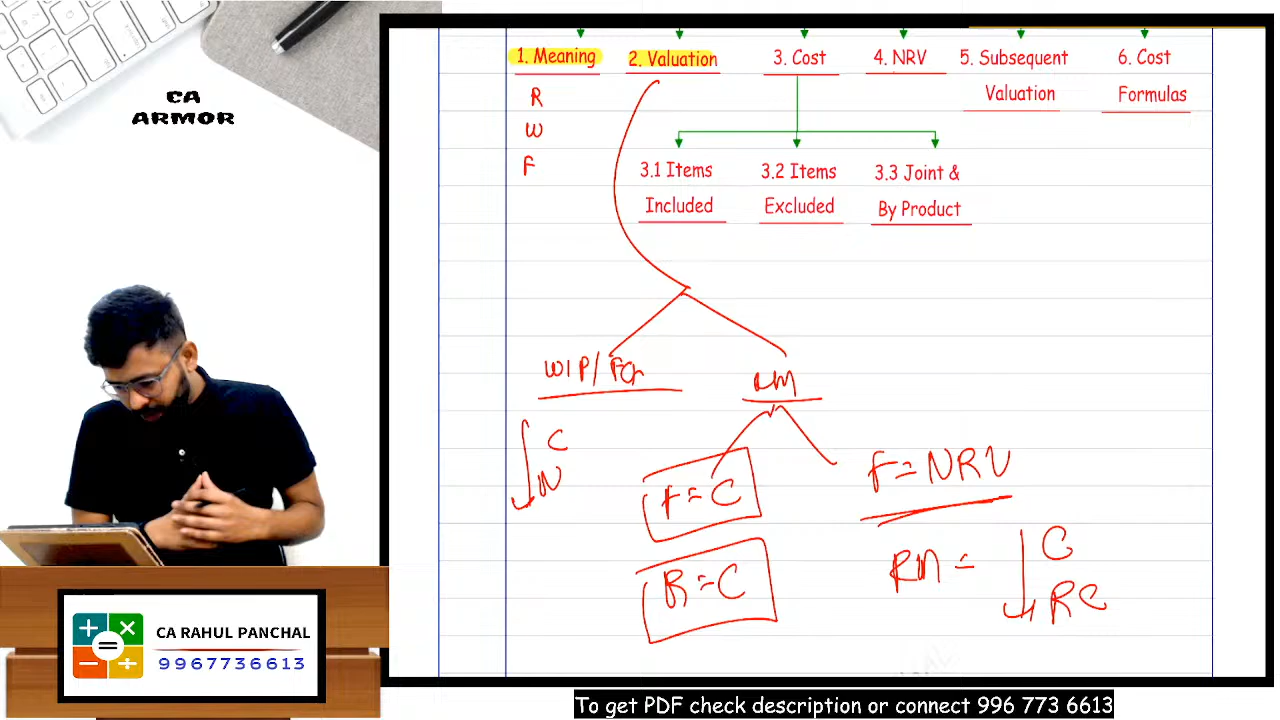 CA
ARMOR
1. Meaning
2. Valuation
3. Cost
4. NRV
5. Subsequent
Valuation
6. Cost
Formulas
R
W
F
3.1 Items
Included
3.2 Items
Excluded
3.3 Joint &
By Product
WIP/FG
RM
C
N
F = C
R = C
F = NRV
RM =
C
RC
+ × = − ÷
CA RAHUL PANCHAL
9967736613
To get PDF check description or connect 996 773 6613